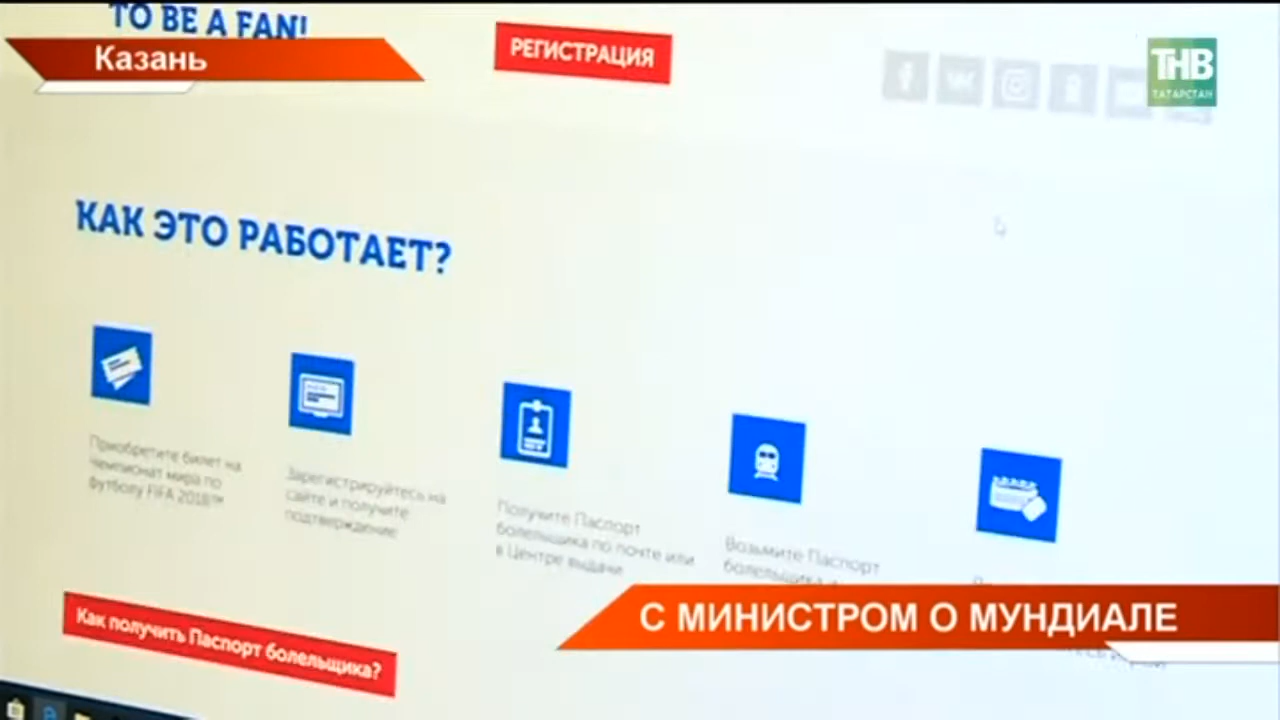 TO BE A FAN!
Казань
РЕГИСТРАЦИЯ
ТНВ
ТАТАРСТАН
КАК ЭТО РАБОТАЕТ?
Приобретите билет на
чемпионат мира по
футболу FIFA 2018™
Зарегистрируйтесь на
сайте и получите
подтверждение
Получите Паспорт
болельщика по почте или
в Центре выдачи
Возьмите Паспорт
болельщика
С МИНИСТРОМ О МУНДИАЛЕ
Как получить Паспорт болельщика?